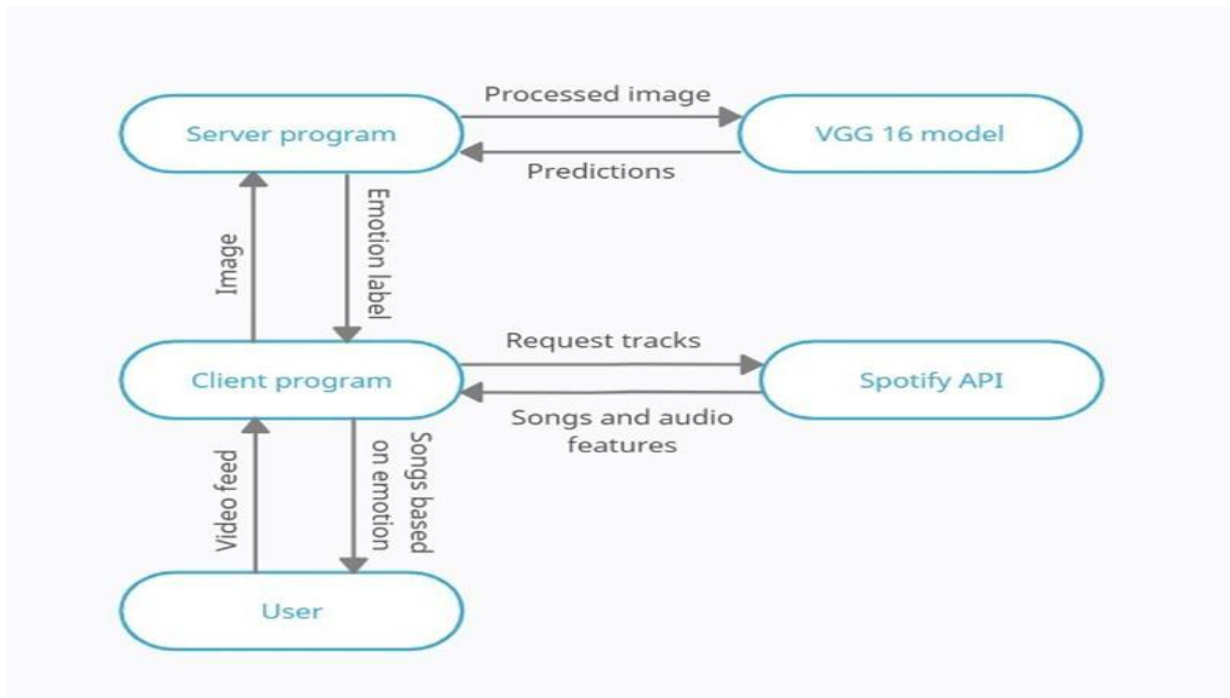 Processed image
Server program
VGG 16 model
Predictions
Image
Emotion label
Request tracks
Client program
Spotify API
Songs and audio
features
Video feed
Songs based
on emotion
User